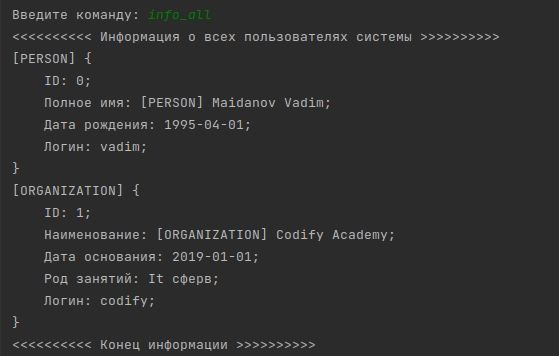 Введите команду: info_all
<<<<<<<<<< Информация о всех пользователях системы >>>>>>>>>>
[PERSON] {
    ID: 0;
    Полное имя: [PERSON] Maidanov Vadim;
    Дата рождения: 1995-04-01;
    Логин: vadim;
}
[ORGANIZATION] {
    ID: 1;
    Наименование: [ORGANIZATION] Codify Academy;
    Дата основания: 2019-01-01;
    Род занятий: It сферв;
    Логин: codify;
}
<<<<<<<<<< Конец информации >>>>>>>>>>